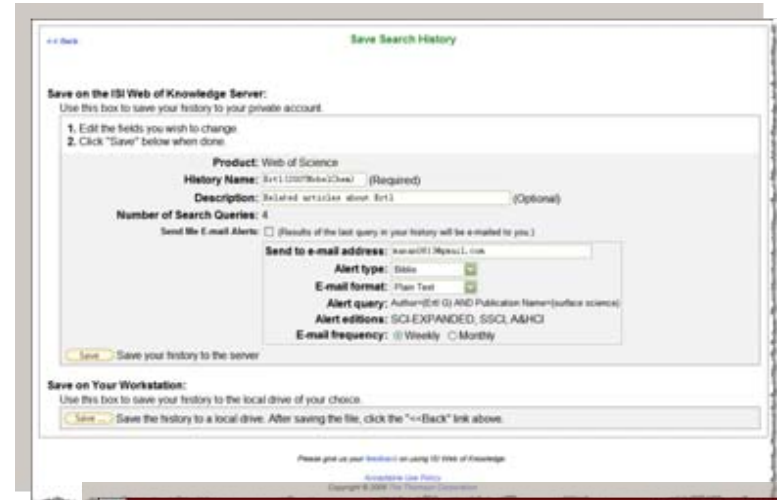 << Back
Save Search History
Save on the ISI Web of Knowledge Server:
Use this box to save your history to your private account.
1. Edit the fields you wish to change.
2. Click "Save" below when done.
Product: Web of Science
History Name: Ertl(2007NobelChem) (Required)
Description: Related articles about Ertl (Optional)
Number of Search Queries: 4
Send Me E-mail Alerts: (Results of the last query in your history will be e-mailed to you.)
Send to e-mail address:
Alert type: Biblio
E-mail format: Plain Text
Alert query: Author=(Ertl G) AND Publication Name=(surface science)
Alert editions: SCI-EXPANDED, SSCI, A&HCI
E-mail frequency: Weekly Monthly
Save Save your history to the server
Save on Your Workstation:
Use this box to save your history to the local drive of your choice.
Save ... Save the history to a local drive. After saving the file, click the "<<Back" link above.
Please give us your feedback on using ISI Web of Knowledge.
Acceptable Use Policy
Copyright © The Thomson Corporation